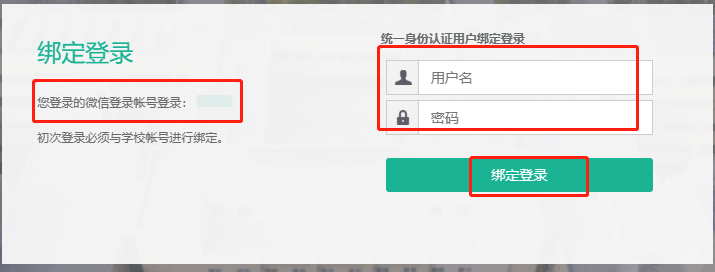 绑定登录
您登录的微信登录帐号登录：
初次登录必须与学校帐号进行绑定。
统一身份认证用户绑定登录
用户名
密码
绑定登录